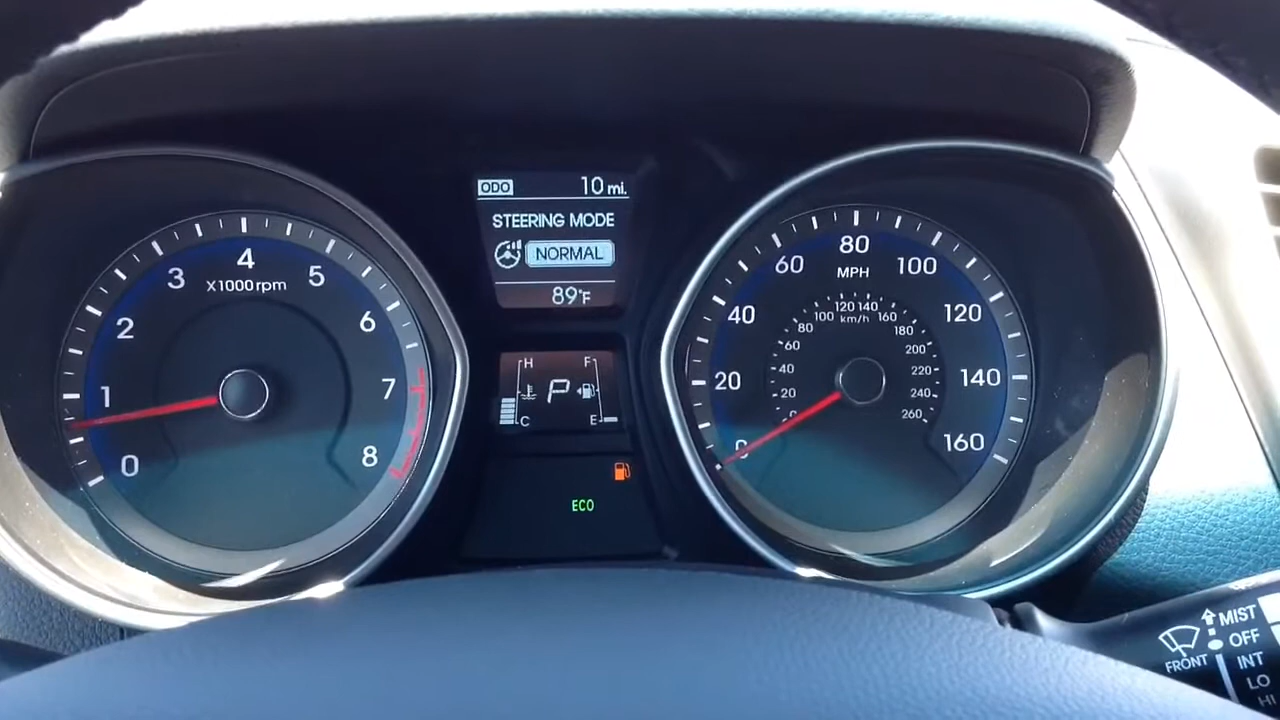 ODO 10 mi.
STEERING MODE
NORMAL
89°F
H F
P
C E
ECO
0 1 2 3 4 5 6 7 8
X1000rpm
0 20 40 60 80 100 120 140 160
MPH
km/h
0 20 40 60 80 100 120 140 160 180 200 220 240 260
MIST
OFF
FRONT
INT
LO
HI